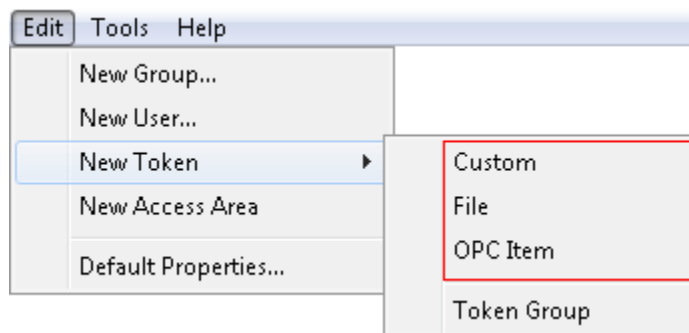 Edit Tools Help
New Group...
New User...
New Token
New Access Area
Default Properties...
Custom
File
OPC Item
Token Group